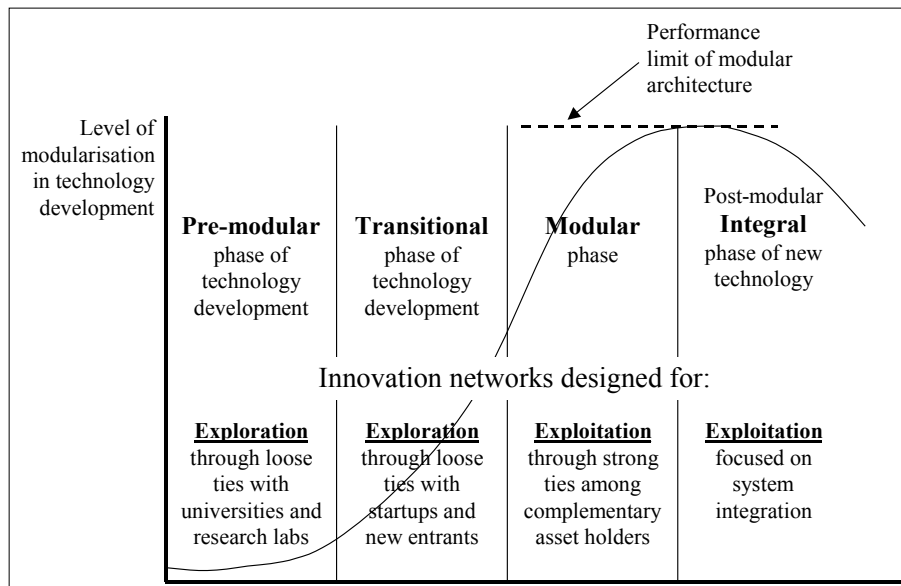 Performance
limit of modular
architecture
Level of
modularisation
in technology
development
Pre-modular
phase of
technology
development
Transitional
phase of
technology
development
Modular
phase
Post-modular
Integral
phase of new
technology
Innovation networks designed for:
Exploration
through loose
ties with
universities and
research labs
Exploration
through loose
ties with
startups and
new entrants
Exploitation
through strong
ties among
complementary
asset holders
Exploitation
focused on
system
integration